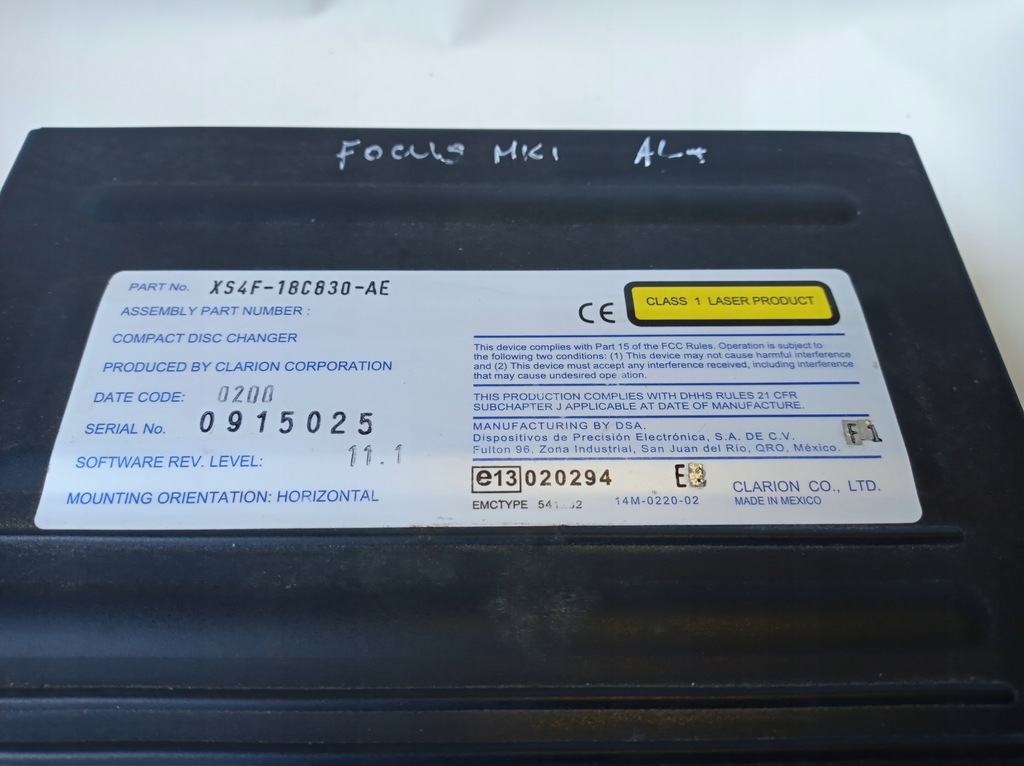 FOCUS MK1
PART No. XS4F-18C830-AE
ASSEMBLY PART NUMBER :
COMPACT DISC CHANGER
PRODUCED BY CLARION CORPORATION
DATE CODE: 0200
SERIAL No. 0915025
SOFTWARE REV. LEVEL: 11.1
MOUNTING ORIENTATION: HORIZONTAL
CE
CLASS 1 LASER PRODUCT
This device complies with Part 15 of the FCC Rules. Operation is subject to
the following two conditions: (1) This device may not cause harmful interference
and (2) This device must accept any interference received, including interference
that may cause undesired operation.
THIS PRODUCTION COMPLIES WITH DHHS RULES 21 CFR
SUBCHAPTER J APPLICABLE AT DATE OF MANUFACTURE.
MANUFACTURING BY DSA.
Dispositivos de Precisión Electrónica, S.A. DE C.V.
Fulton 96, Zona Industrial, San Juan del Río, QRO, México.
e13 020294
EMCTYPE
14M-0220-02
CLARION CO., LTD.
MADE IN MEXICO